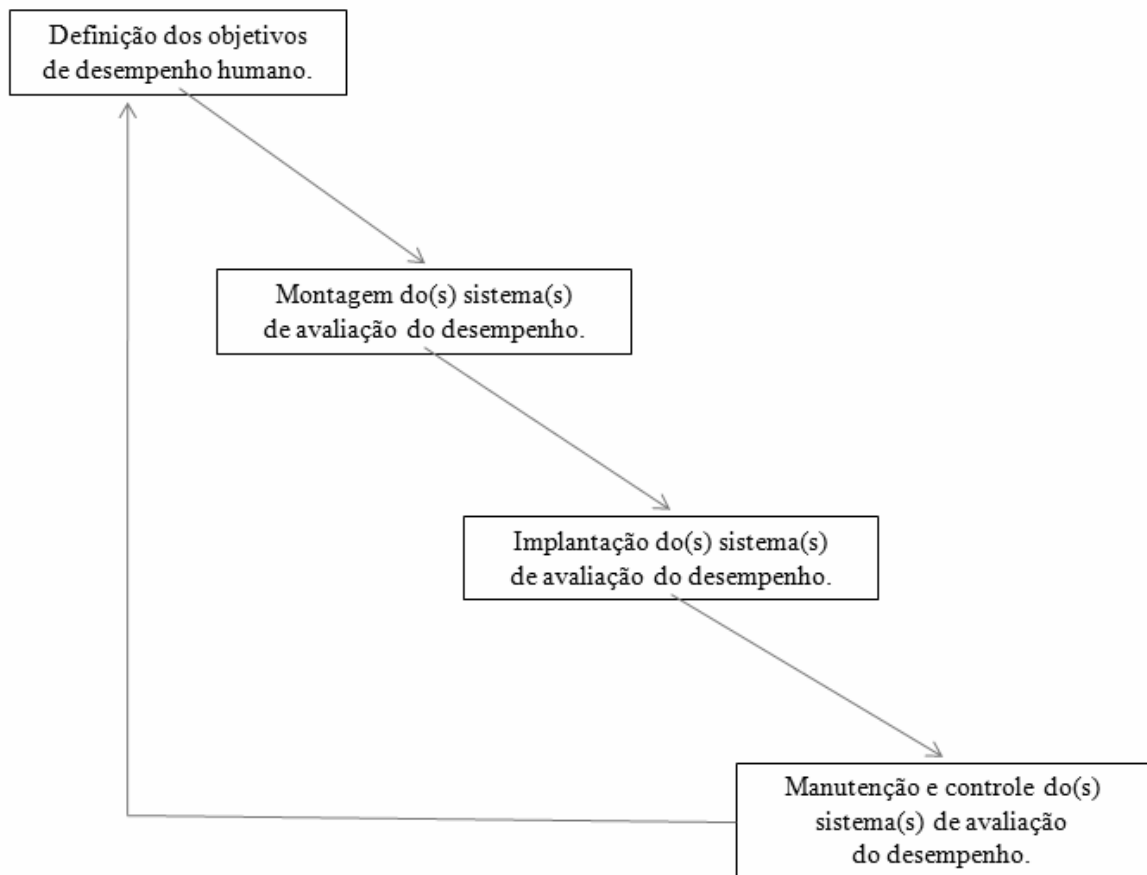 Definição dos objetivos
de desempenho humano.
Montagem do(s) sistema(s)
de avaliação do desempenho.
Implantação do(s) sistema(s)
de avaliação do desempenho.
Manutenção e controle do(s)
sistema(s) de avaliação
do desempenho.